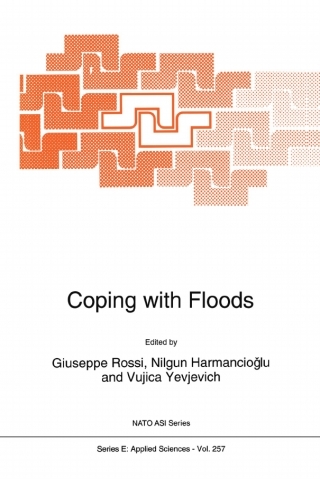 Coping with Floods
Edited by
Giuseppe Rossi, Nilgun Harmancioğlu
and Vujica Yevjevich
NATO ASI Series
Series E: Applied Sciences - Vol. 257